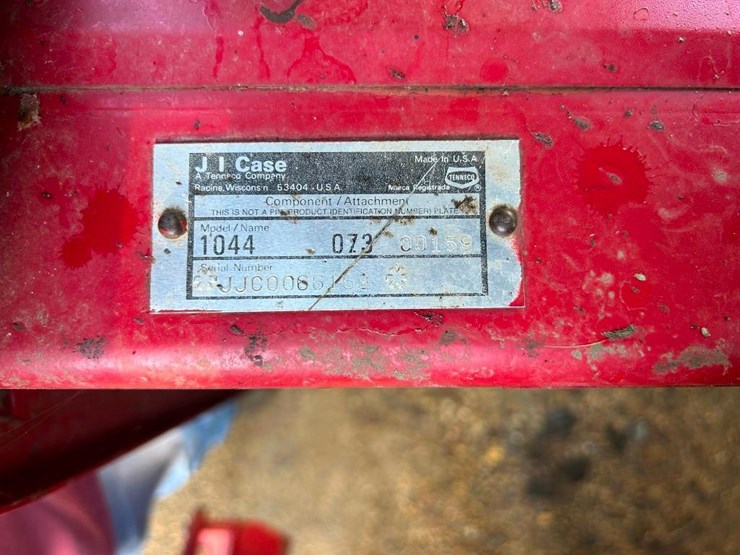 J I Case Made in U.S.A.
A Tenneco Company TENNECO
Racine, Wisconsin 53404 - U.S.A. Marca Registrada ®
Component / Attachment
THIS IS NOT A PIN (PRODUCT IDENTIFICATION NUMBER) PLATE
Model / Name
1044 073 00159
Serial Number